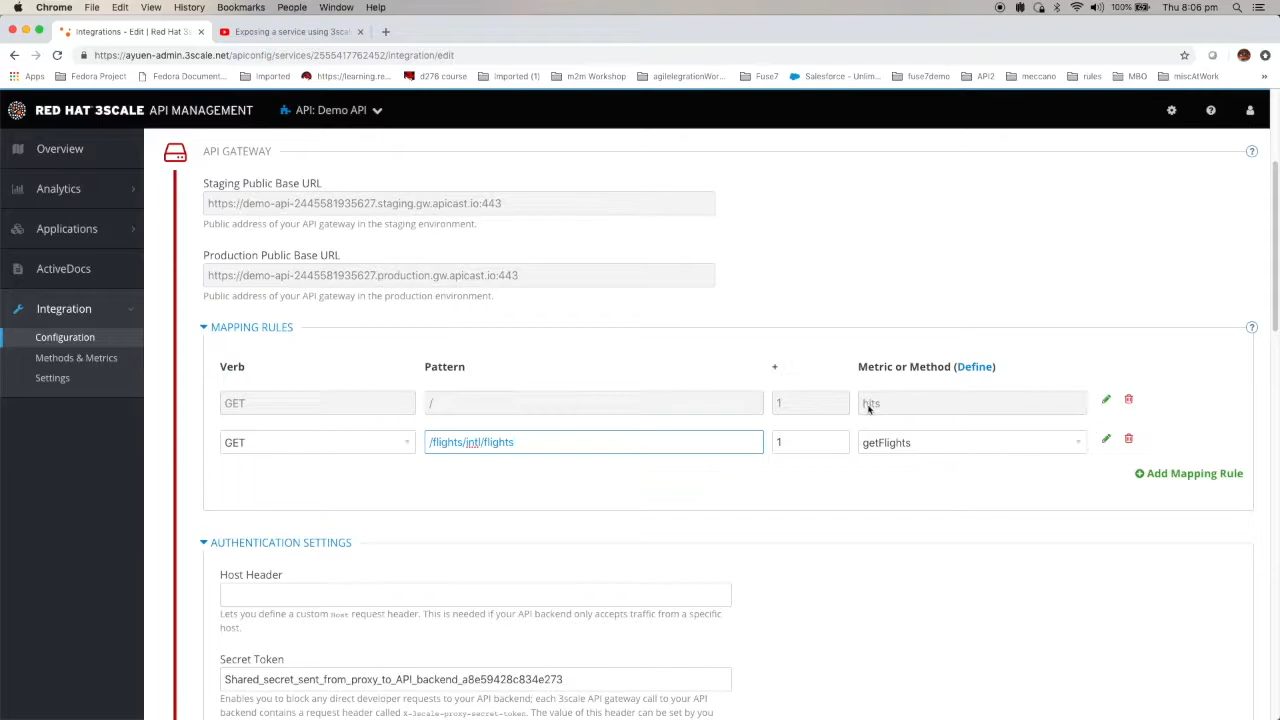 Chrome File Edit View History Bookmarks People Window Help 100% Thu 8:06 pm
Integrations - Edit | Red Hat 3s Exposing a service using 3scal
https://ayuen-admin.3scale.net/apiconfig/services/2555417762452/integration/edit
Apps Fedora Project Fedora Document... Imported https://learning.re... d276 course Imported (1) m2m Workshop agileIegrationWor... Fuse7 Salesforce - Unlim... fuse7demo API2 meccano rules MBO miscAtWork »
RED HAT 3SCALE API MANAGEMENT API: Demo API
Overview
Analytics
Applications
ActiveDocs
Integration
Configuration
Methods & Metrics
Settings
API GATEWAY
Staging Public Base URL
https://demo-api-2445581935627.staging.gw.apicast.io:443
Public address of your API gateway in the staging environment.
Production Public Base URL
https://demo-api-2445581935627.production.gw.apicast.io:443
Public address of your API gateway in the production environment.
MAPPING RULES
Verb Pattern + Metric or Method (Define)
GET / 1 hits
GET /flights/intl/flights 1 getFlights
Add Mapping Rule
AUTHENTICATION SETTINGS
Host Header
Lets you define a custom Host request header. This is needed if your API backend only accepts traffic from a specific
host.
Secret Token
Shared_secret_sent_from_proxy_to_API_backend_a8e59428c834e273
Enables you to block any direct developer requests to your API backend; each 3scale API gateway call to your API
backend contains a request header called X-3scale-proxy-secret-token. The value of this header can be set by you